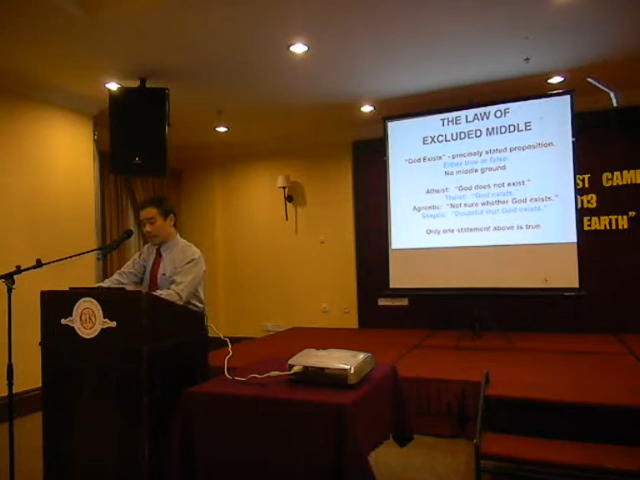 THE LAW OF
EXCLUDED MIDDLE
"God Exists" - precisely stated proposition.
Either true or false.
No middle ground.
Atheist: "God does not exist."
Theist: "God exists."
Agnostic: "Not sure whether God exists."
Skeptic: "Doubtful that God exists."
Only one statement above is true.
ST CAMP
13
EARTH"